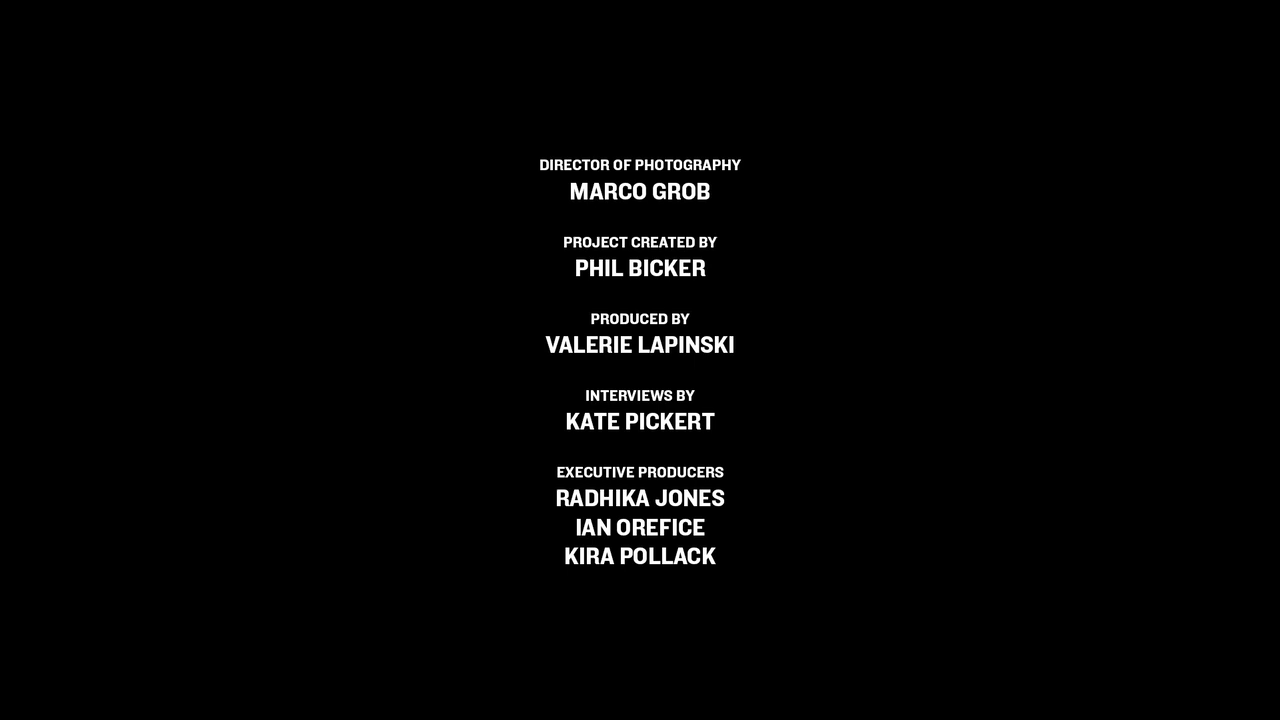 DIRECTOR OF PHOTOGRAPHY
MARCO GROB
PROJECT CREATED BY
PHIL BICKER
PRODUCED BY
VALERIE LAPINSKI
INTERVIEWS BY
KATE PICKERT
EXECUTIVE PRODUCERS
RADHIKA JONES
IAN OREFICE
KIRA POLLACK